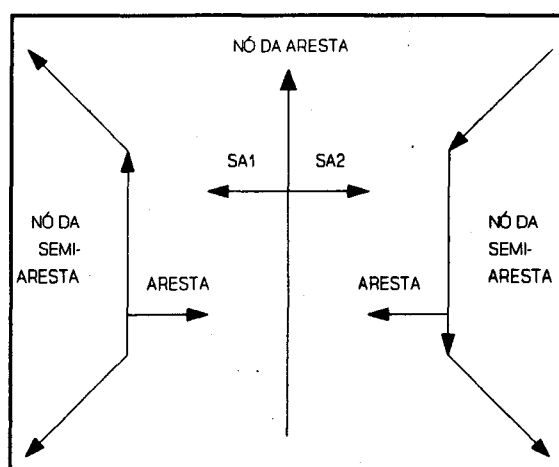 NÓ DA ARESTA
SA1
SA2
NÓ DA
SEMI-
ARESTA
ARESTA
ARESTA
NÓ DA
SEMI-
ARESTA